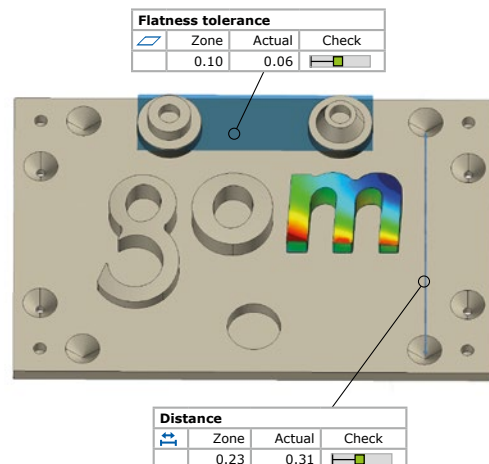 Flatness tolerance
Zone Actual Check
0.10 0.06
gom
Distance
Zone Actual Check
0.23 0.31